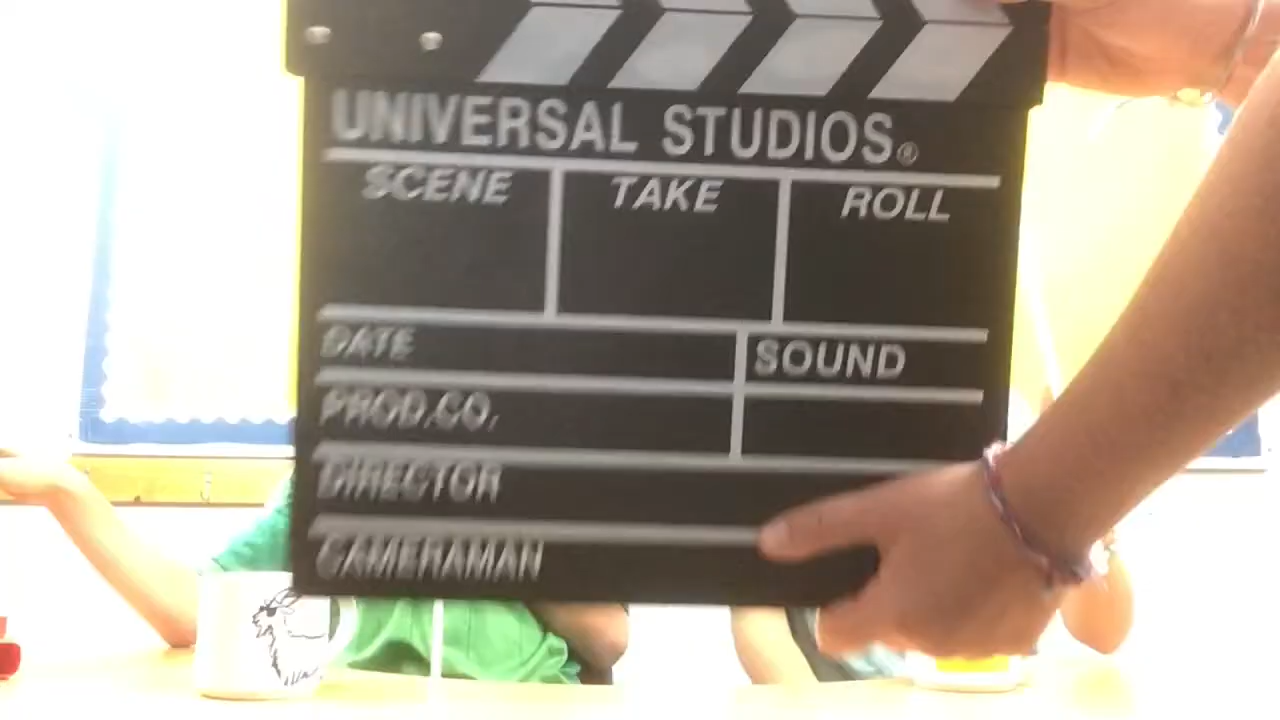 UNIVERSAL STUDIOS®
SCENE TAKE ROLL
DATE SOUND
PROD.CO.
DIRECTOR
CAMERAMAN